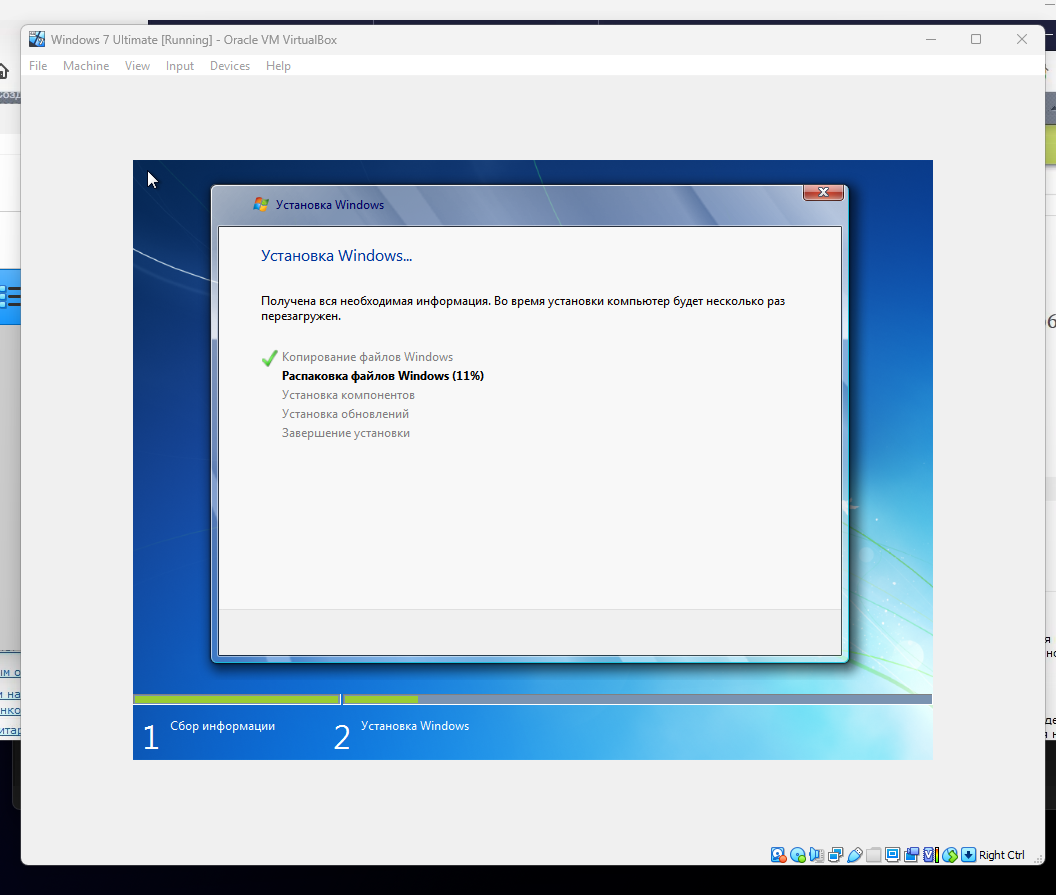 Windows 7 Ultimate [Running] - Oracle VM VirtualBox
File Machine View Input Devices Help
Установка Windows
Установка Windows...
Получена вся необходимая информация. Во время установки компьютер будет несколько раз
перезагружен.
Копирование файлов Windows
Распаковка файлов Windows (11%)
Установка компонентов
Установка обновлений
Завершение установки
1 Сбор информации
2 Установка Windows
Right Ctrl